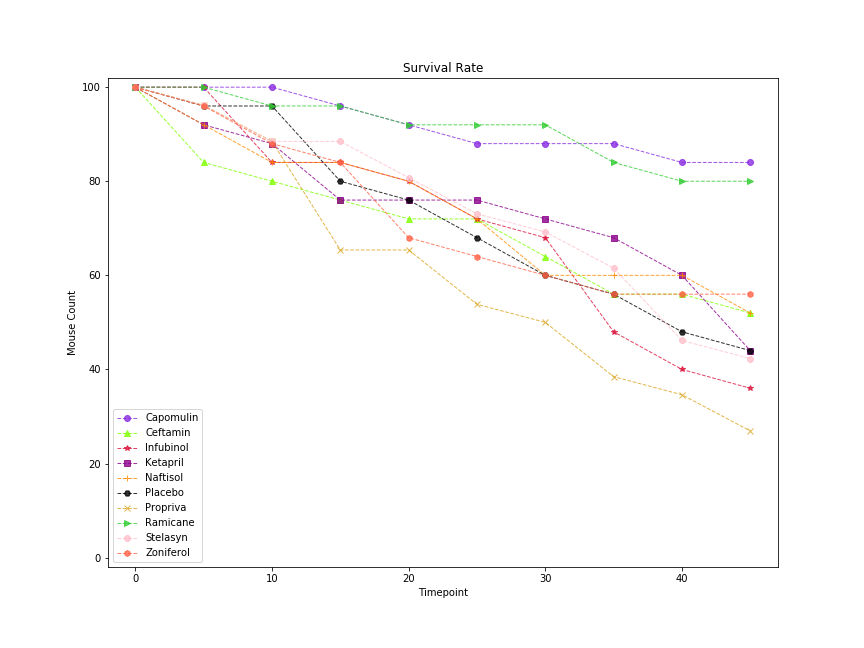 Survival Rate
100
80
60
40
20
0
Mouse Count
Capomulin
Ceftamin
Infubinol
Ketapril
Naftisol
Placebo
Propriva
Ramicane
Stelasyn
Zoniferol
0 10 20 30 40
Timepoint